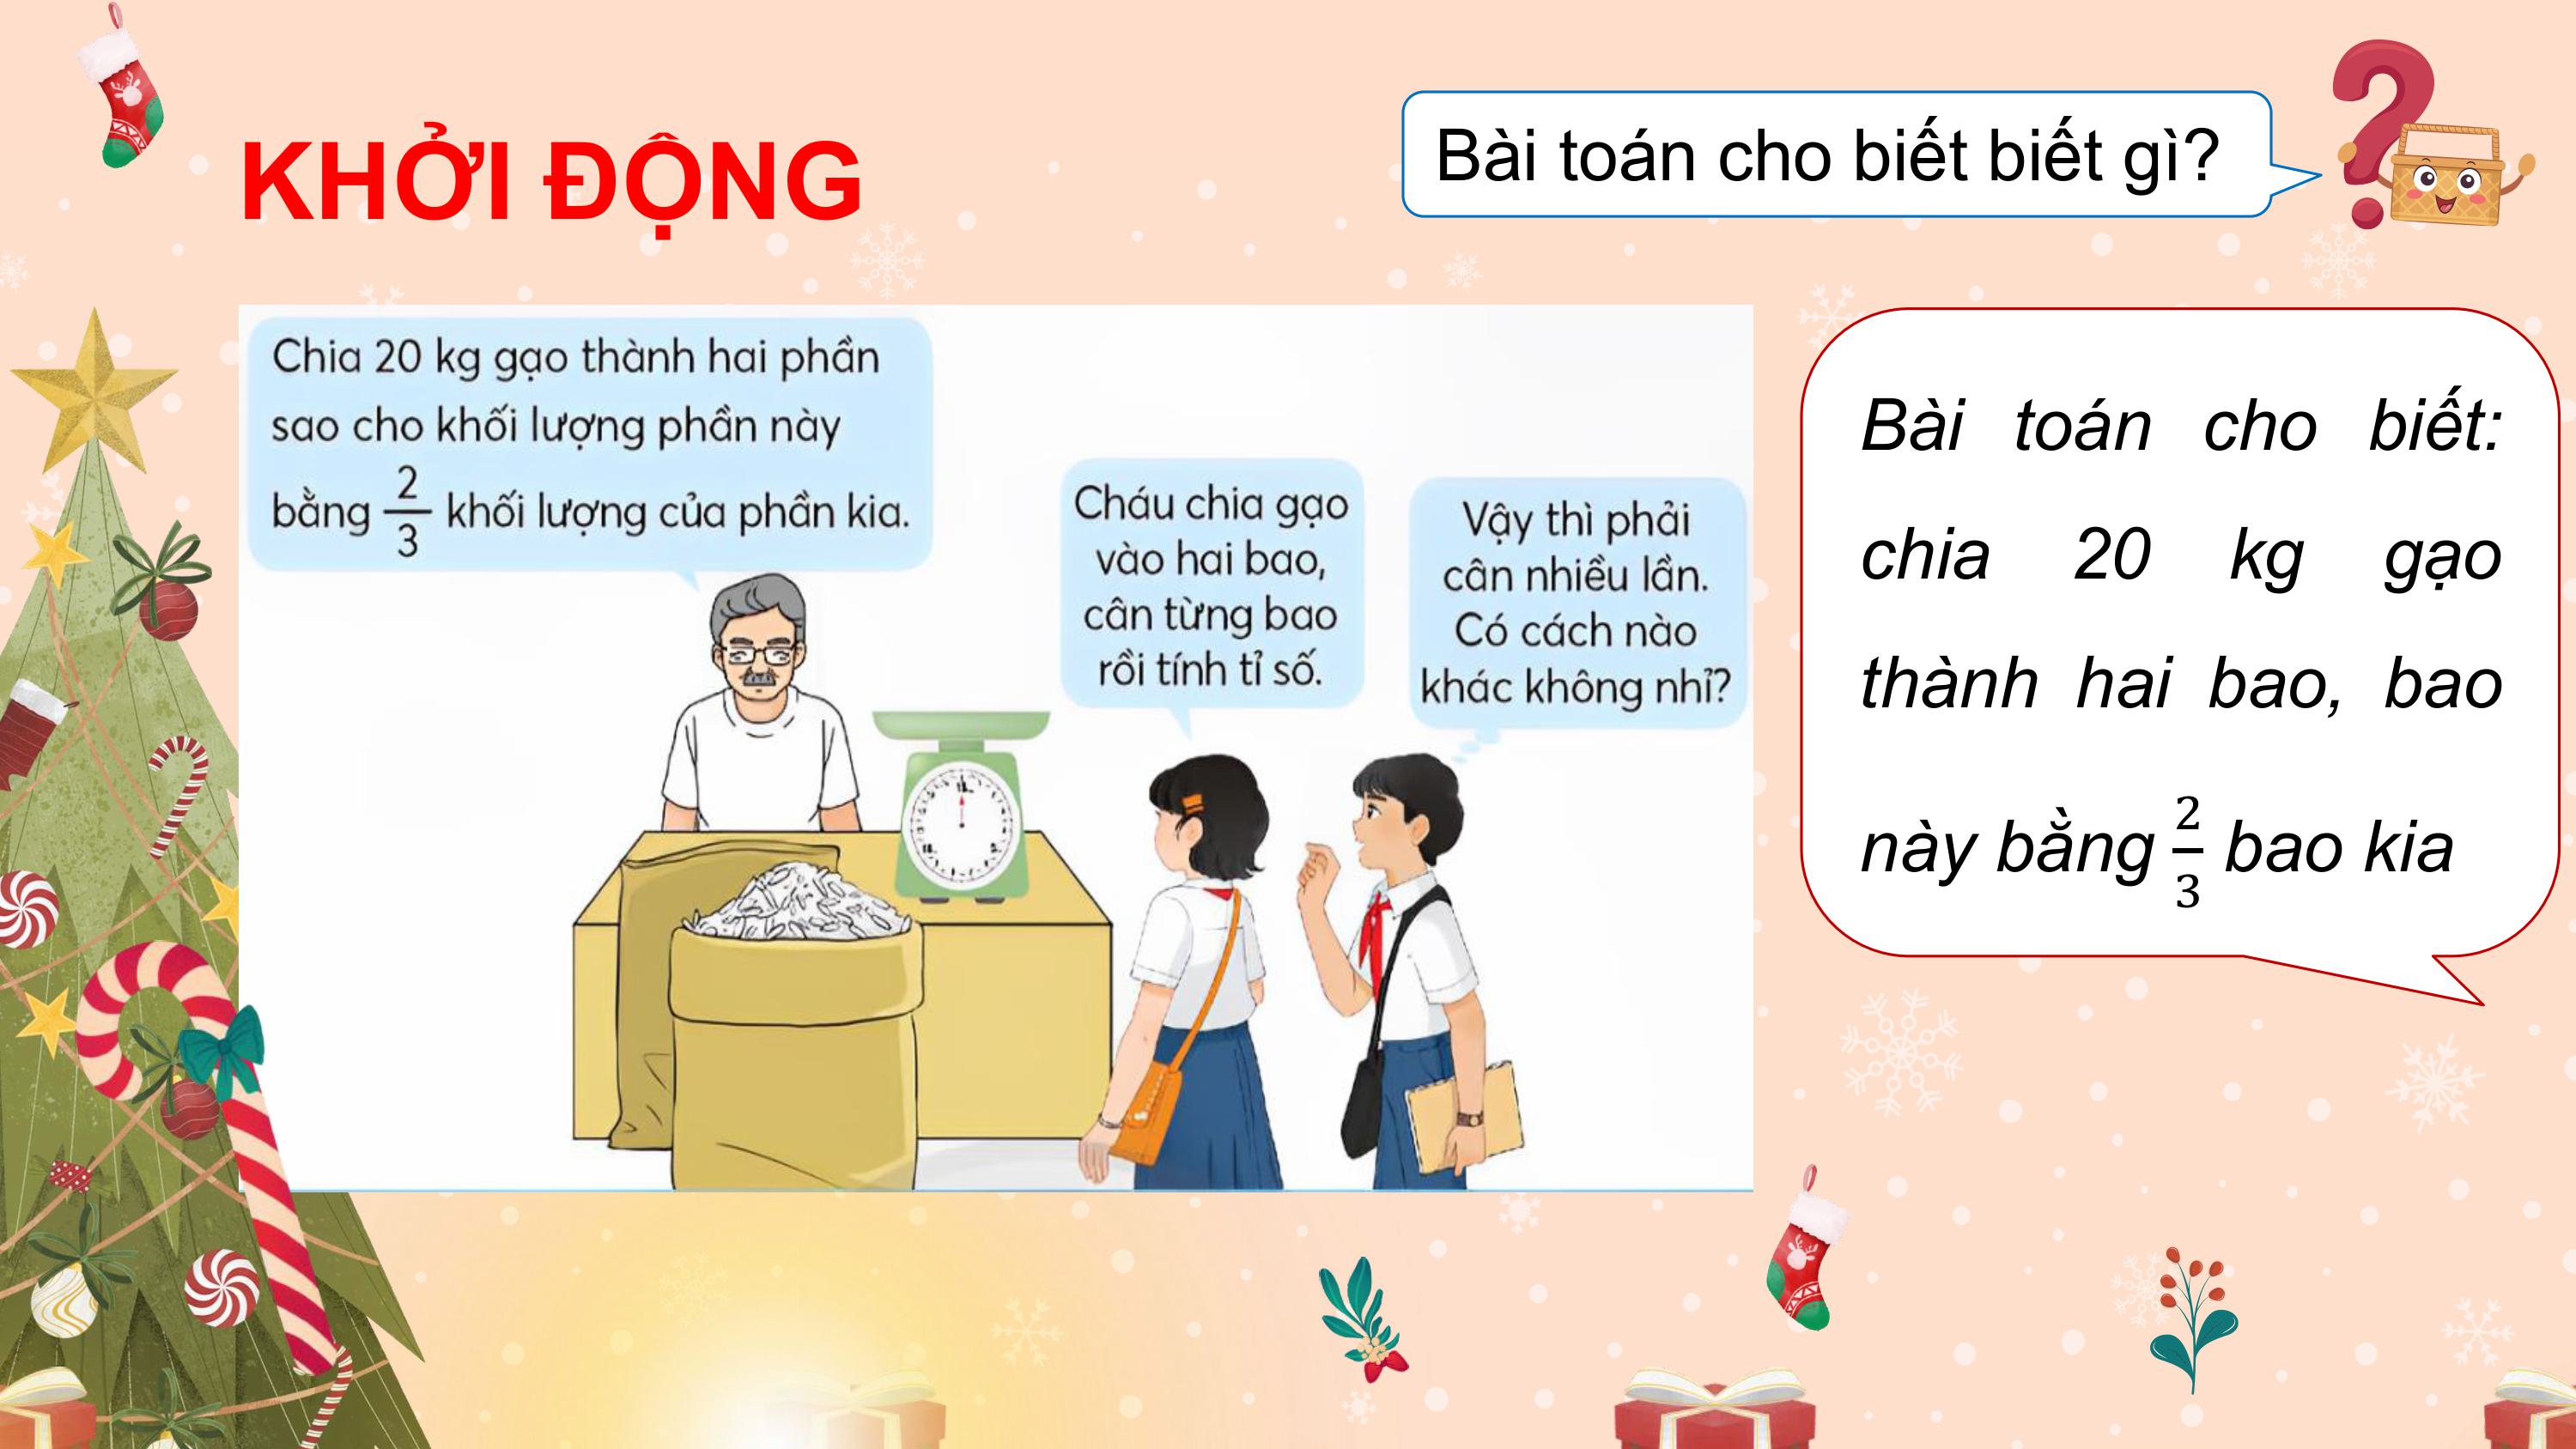 KHỞI ĐỘNG
Bài toán cho biết biết gì?
Chia 20 kg gạo thành hai phần
sao cho khối lượng phần này
bằng 2/3 khối lượng của phần kia.
Cháu chia gạo
vào hai bao,
cân từng bao
rồi tính tỉ số.
Vậy thì phải
cân nhiều lần.
Có cách nào
khác không nhỉ?
Bài toán cho biết:
chia 20 kg gạo
thành hai bao, bao
này bằng 2/3 bao kia